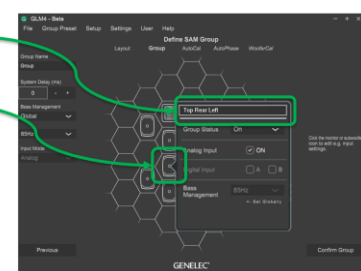 GLM4 - Beta
File Group Preset Setup Settings User Help
Define SAM Group
Layout Group AutoCal AutoPhase WooferCal
Group Name
Group
System Delay (ms)
0 - +
Bass Management
Global
85Hz
Input Mode
Analog
Top Rear Left
Group Status On
Analog Input ON
Digital Input A B
Bass Management 85Hz
<- Set Globally
Click the monitor or subwoofer
icon to edit e.g. input
settings.
Previous
GENELEC
Confirm Group